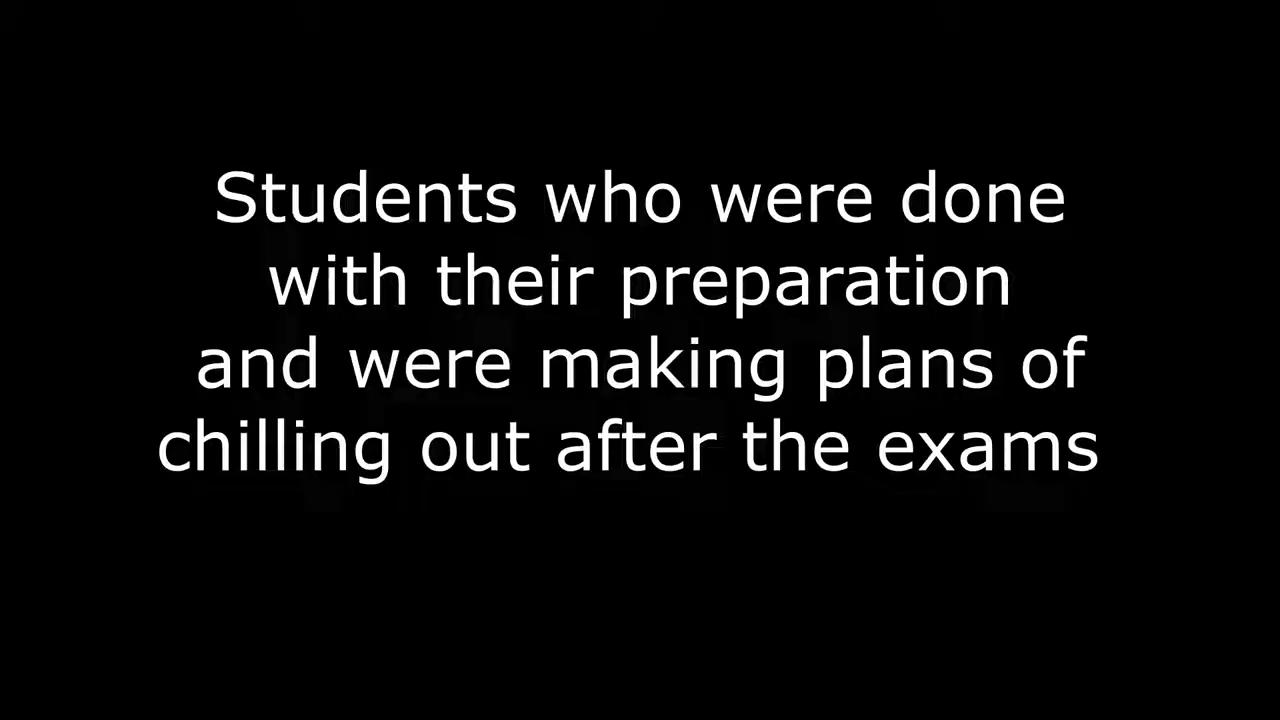 Students who were done
with their preparation
and were making plans of
chilling out after the exams